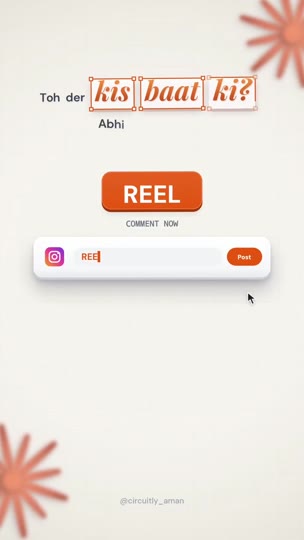 Toh der kis baat ki?
Abhi
REEL
COMMENT NOW
REE
Post
@circuitly_aman